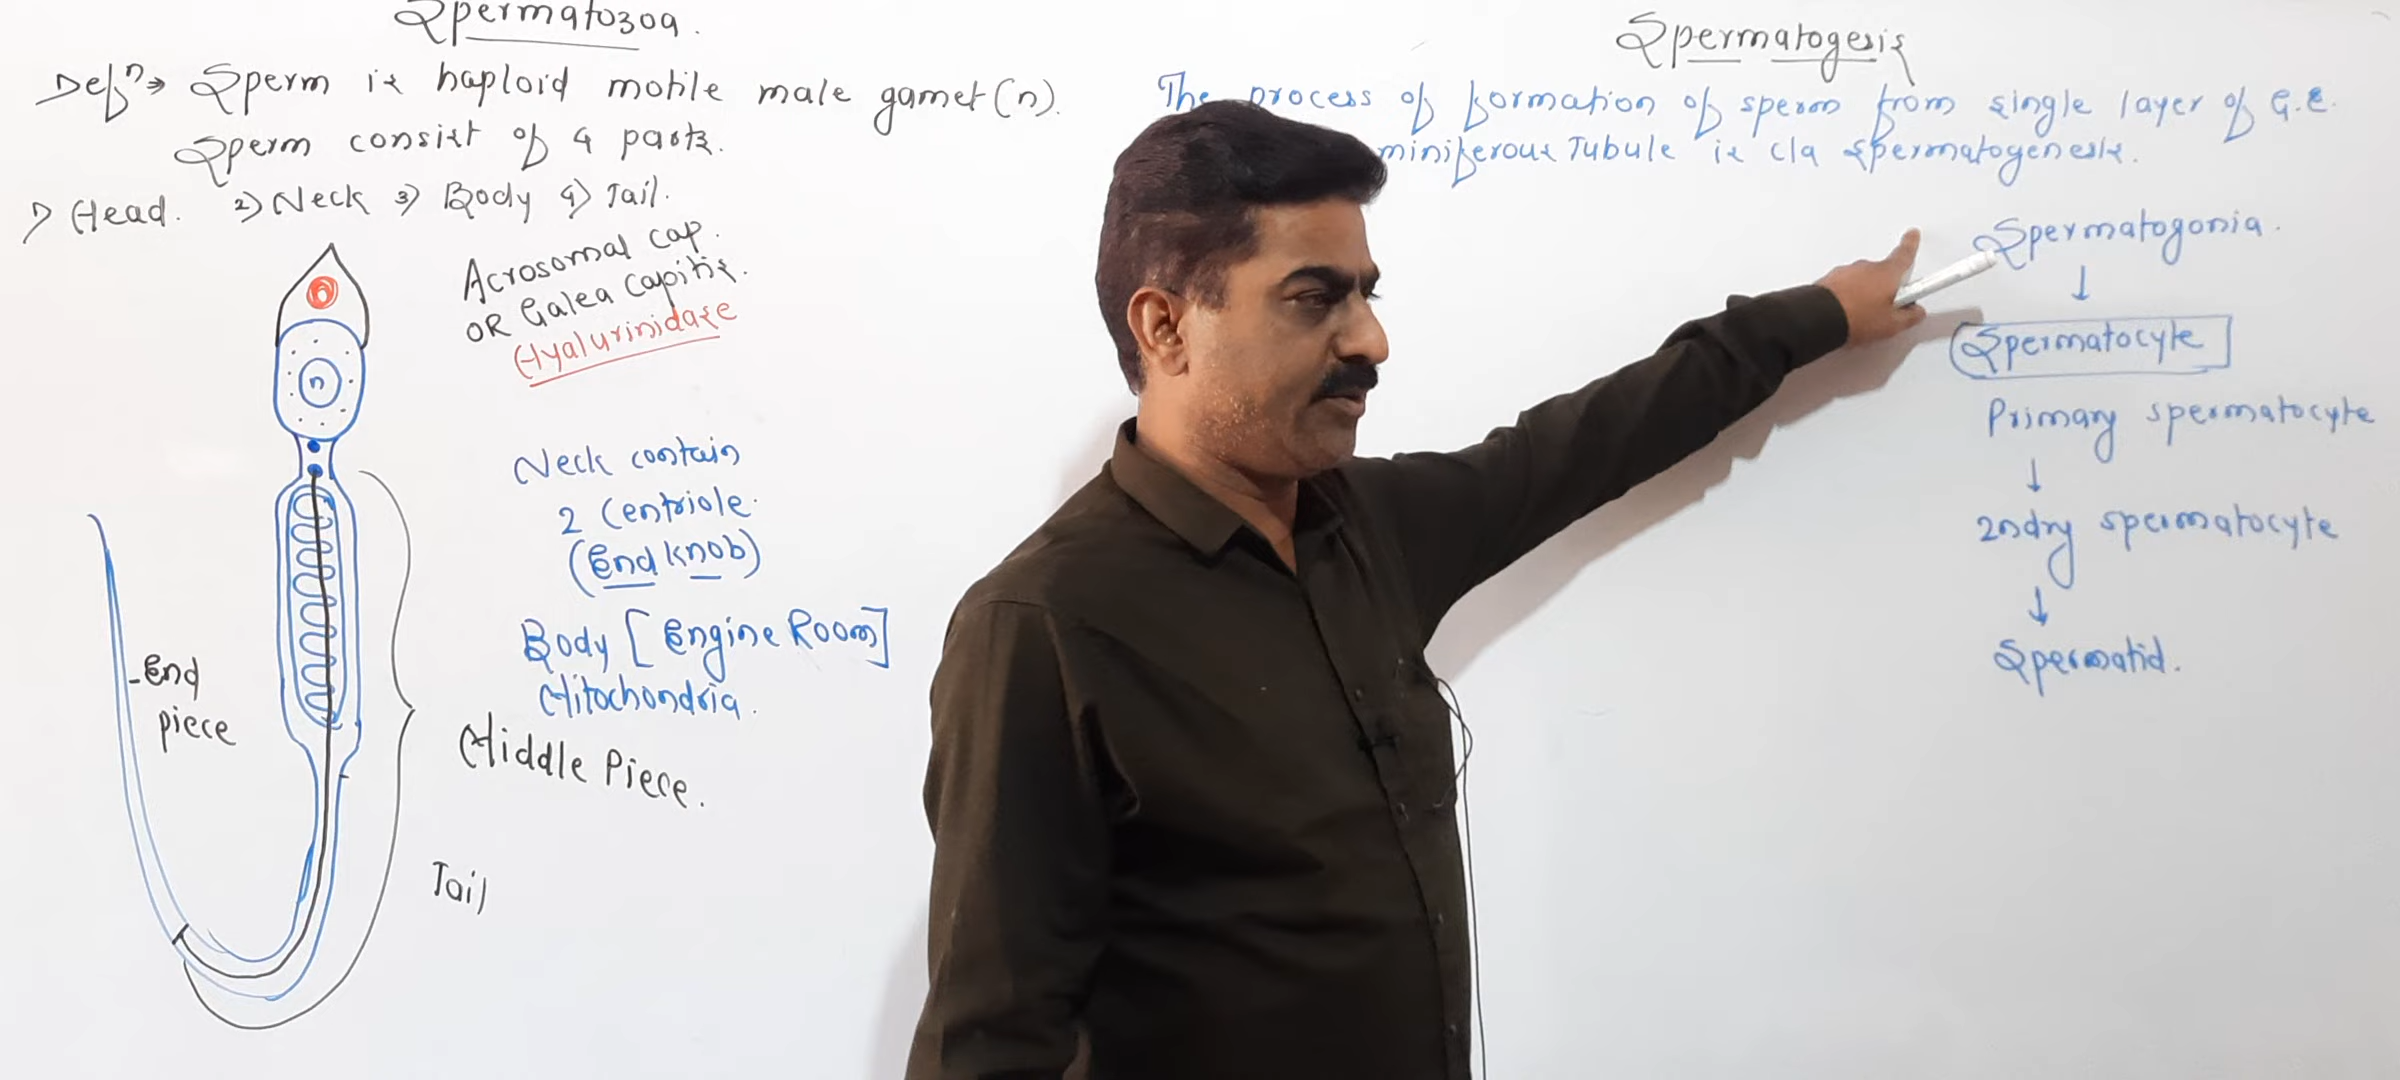 Spermatozoa.
Defn → Sperm is haploid motile male gamet (n).
Sperm consist of 4 parts.
1) Head. 2) Neck 3) Body 4) Tail.
Acrosomal cap.
OR Galea Capitis.
Hyalurinidase
n
Neck contain
2 Centriole.
(End knob)
Body [Engine Room]
Mitochondria.
End
piece
Middle Piece.
Tail
Spermatogesis
The process of formation of sperm from single layer of G.E.
miniferous Tubule is c/a spermatogenesis.
Spermatogonia.
↓
Spermatocyte
Primary spermatocyte
↓
2ndry spermatocyte
↓
Spermatid.